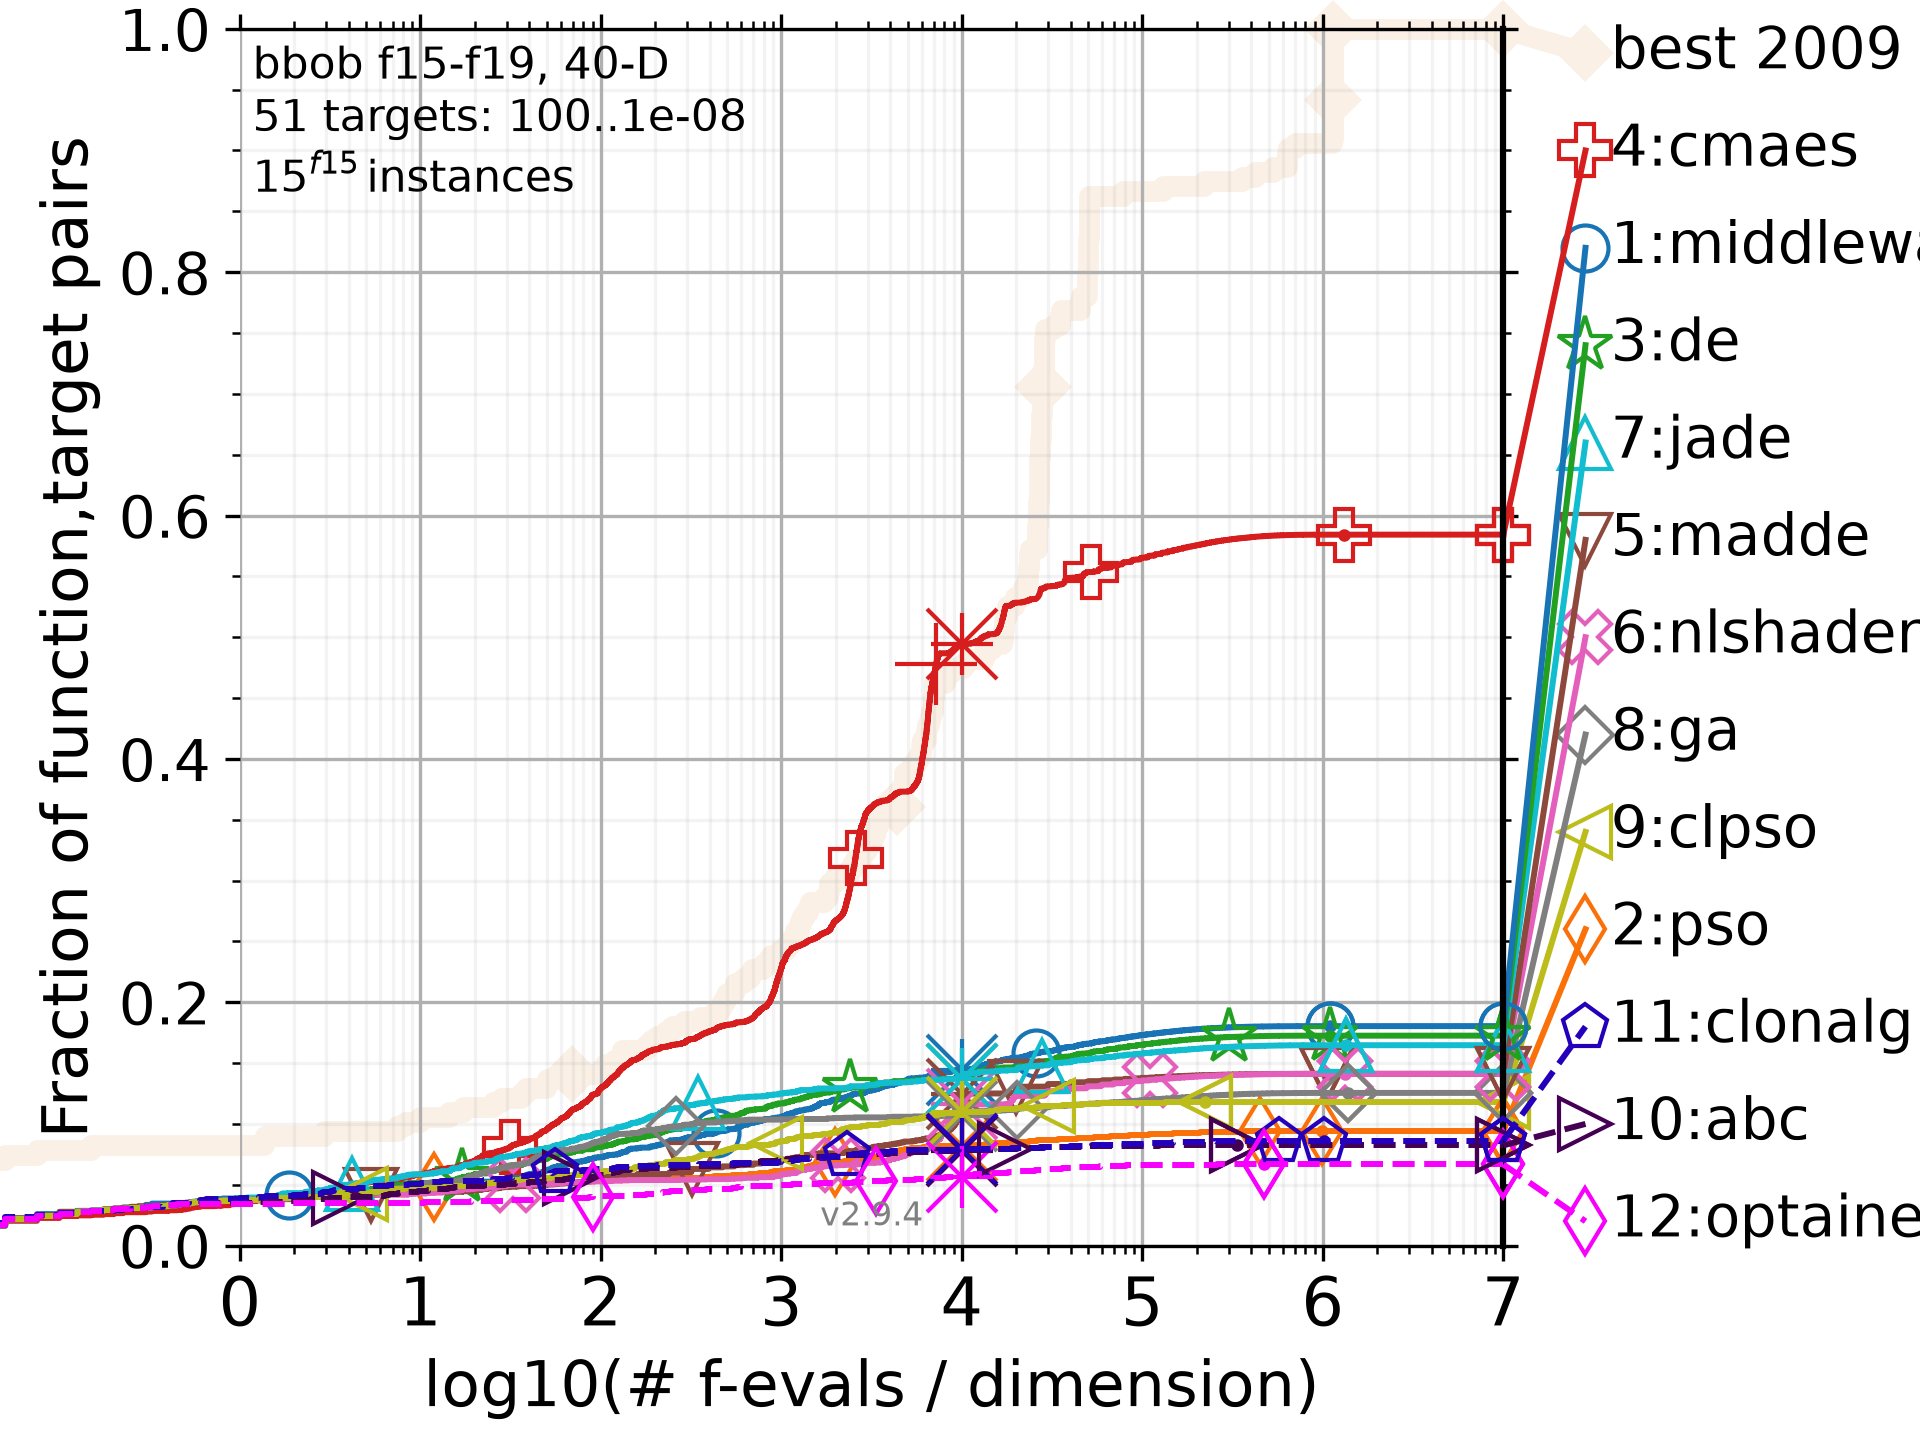 1.0
0.8
0.6
0.4
0.2
0.0
Fraction of function,target pairs
bbob f15-f19, 40-D
51 targets: 100..1e-08
15f15 instances
v2.9.4
0 1 2 3 4 5 6 7
log10(# f-evals / dimension)
best 2009
4:cmaes
1:middlewa
3:de
7:jade
5:madde
6:nlshader
8:ga
9:clpso
2:pso
11:clonalg
10:abc
12:optaine